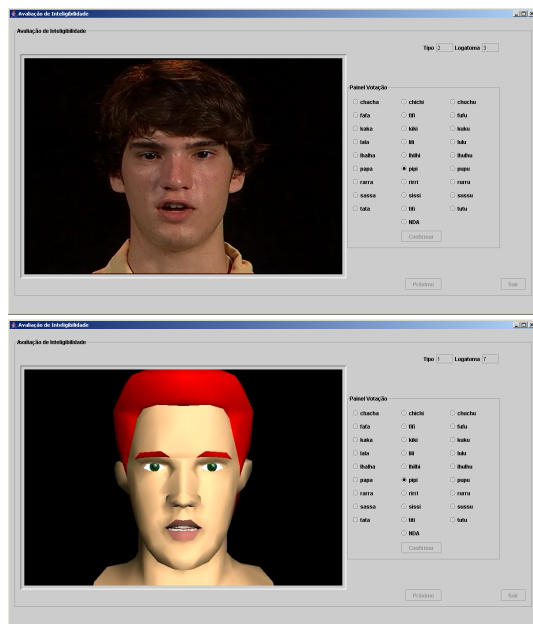 Avaliação de Inteligibilidade
Avaliação de Inteligibilidade
Tipo 2 Logatoma 3
Painel Votação
chacha chichi chuchu
fafa fifi fufu
kaka kiki kuku
lala lili lulu
lhalha lhilhi lhulhu
papa pipi pupu
rarra rirri rurru
sassa sissi sussu
tata titi tutu
NDA
Confirmar
Próximo Sair
Avaliação de Inteligibilidade
Avaliação de Inteligibilidade
Tipo 1 Logatoma 7
Painel Votação
chacha chichi chuchu
fafa fifi fufu
kaka kiki kuku
lala lili lulu
lhalha lhilhi lhulhu
papa pipi pupu
rarra rirri rurru
sassa sissi sussu
tata titi tutu
NDA
Confirmar
Próximo Sair